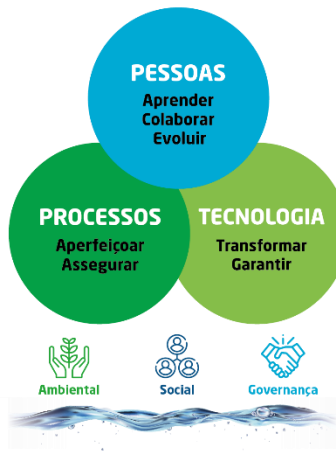 PESSOAS
Aprender
Colaborar
Evoluir
PROCESSOS
Aperfeiçoar
Assegurar
TECNOLOGIA
Transformar
Garantir
Ambiental
Social
Governança